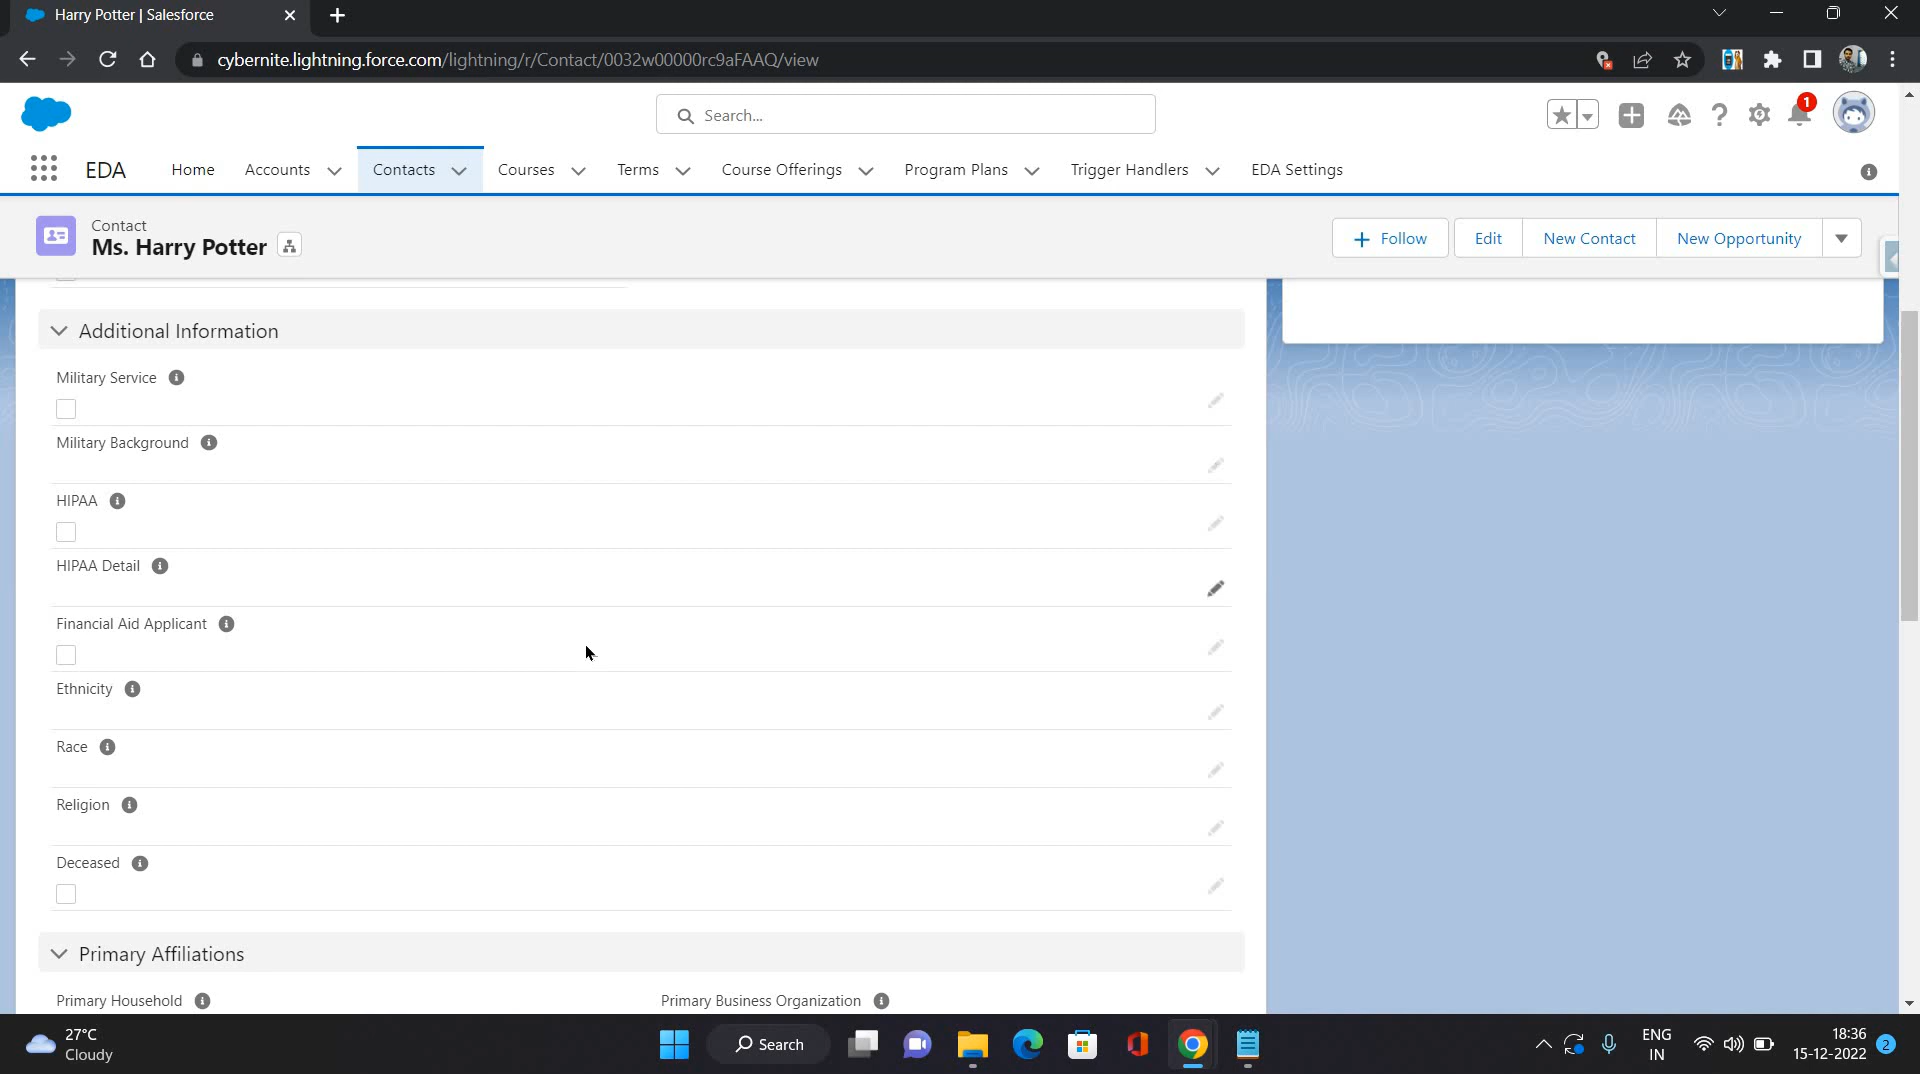 Harry Potter | Salesforce
cybernite.lightning.force.com/lightning/r/Contact/0032w00000rc9aFAAQ/view
Search...
1
EDA Home Accounts Contacts Courses Terms Course Offerings Program Plans Trigger Handlers EDA Settings
Contact
Ms. Harry Potter
Follow Edit New Contact New Opportunity
Additional Information
Military Service
Military Background
HIPAA
HIPAA Detail
Financial Aid Applicant
Ethnicity
Race
Religion
Deceased
Primary Affiliations
Primary Household Primary Business Organization
27°C
Cloudy
Search
ENG
IN
18:36
15-12-2022
2